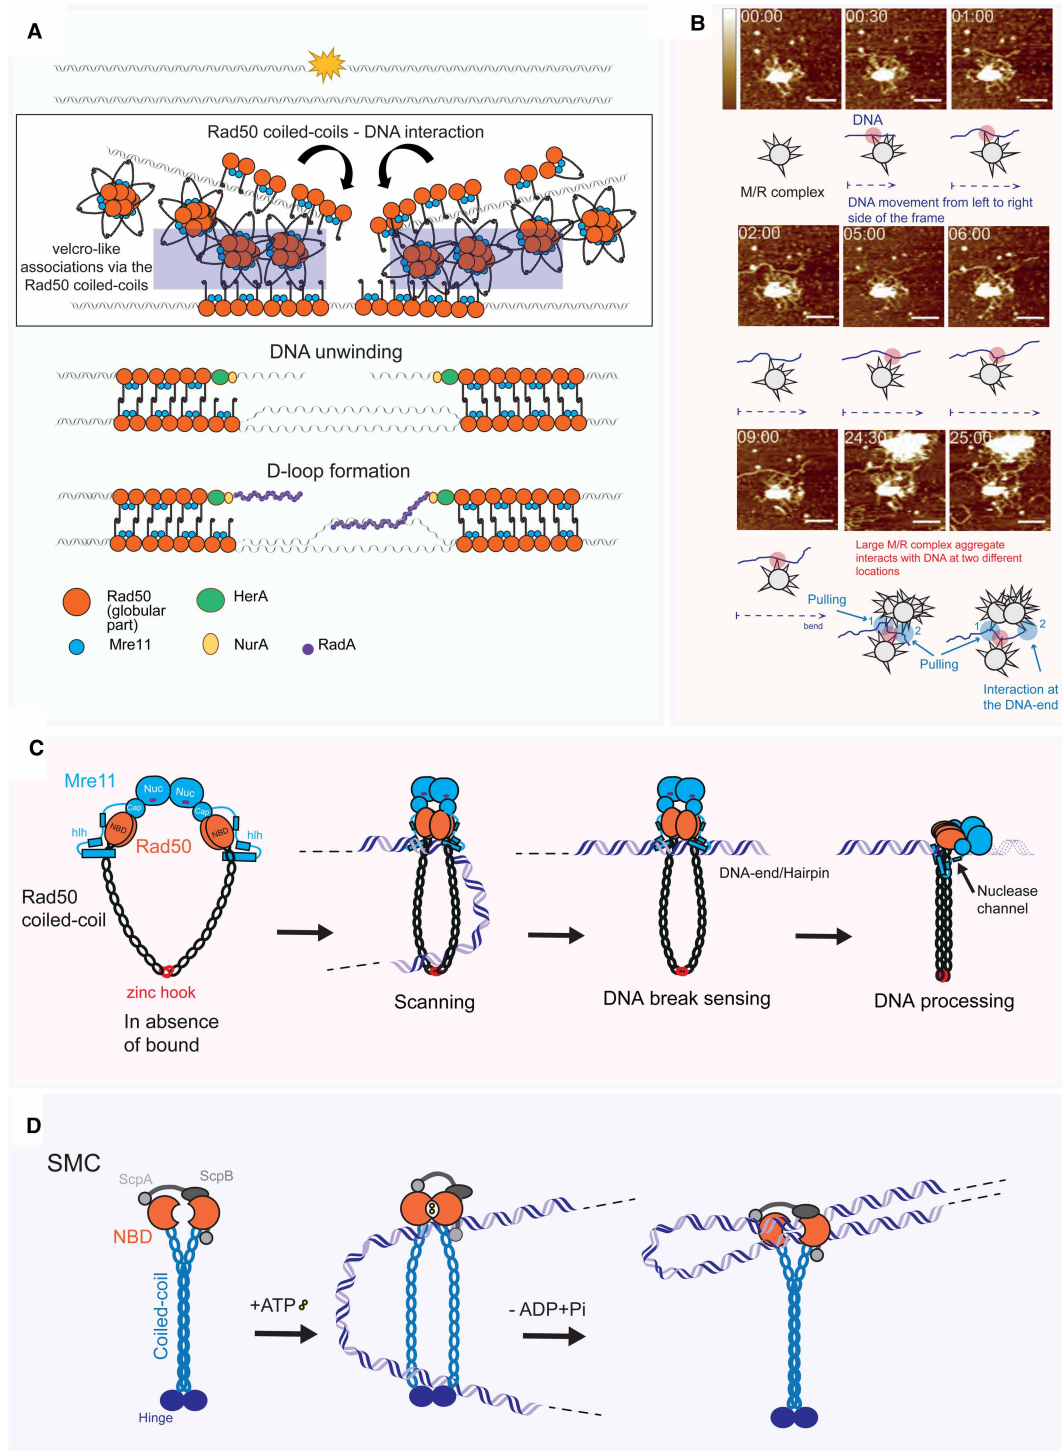 A
Rad50 coiled-coils - DNA interaction
velcro-like
associations via the
Rad50 coiled-coils
DNA unwinding
D-loop formation
Rad50
(globular
part)
HerA
Mre11
NurA
RadA
B
00:00
00:30
01:00
DNA
M/R complex
DNA movement from left to right
side of the frame
02:00
05:00
06:00
09:00
24:30
25:00
Large M/R complex aggregate
interacts with DNA at two different
locations
Pulling
bend
1
2
1
2
Pulling
Interaction at
the DNA-end
C
Mre11
Nuc
Nuc
Cap
Cap
hlh
NBD
NBD
hlh
Rad50
Rad50
coiled-coil
zinc hook
In absence
of bound
Scanning
DNA-end/Hairpin
DNA break sensing
Nuclease
channel
DNA processing
D
SMC
ScpA
ScpB
NBD
Coiled-coil
Hinge
+ATP
- ADP+Pi